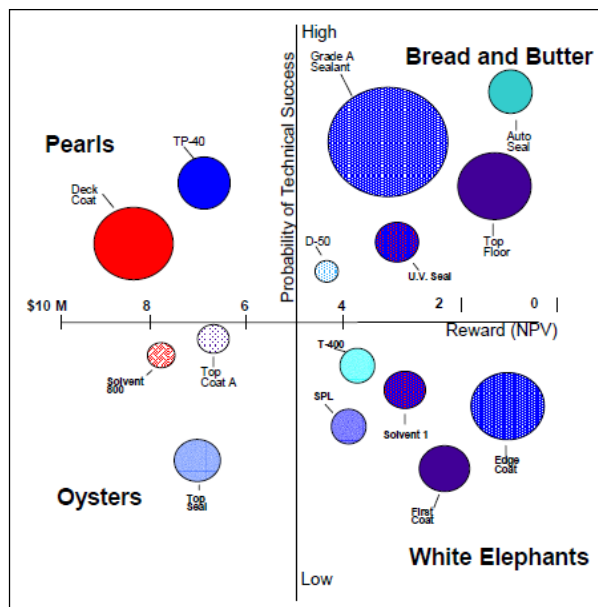 High
Grade A
Sealant
Bread and Butter
Probability of Technical Success
Pearls
TP-40
Auto
Seal
Deck
Coat
Top
Floor
D-50
U.V. Seal
$10 M
8
6
4
2
0
Reward (NPV)
Solvent
800
Top
Coat A
T-400
SPL
Solvent 1
Edge
Coat
Oysters
Top
Seal
First
Coat
White Elephants
Low